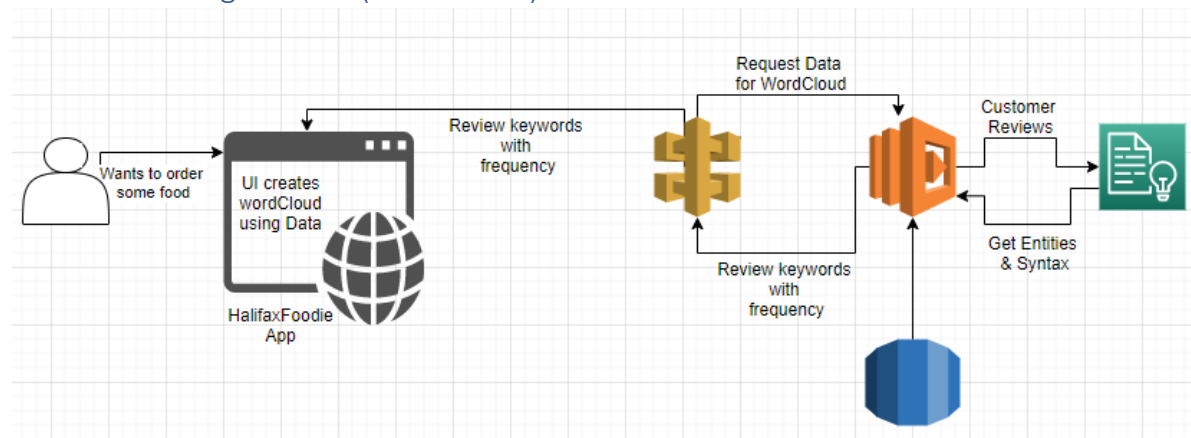 Wants to order
some food
UI creates
wordCloud
using Data
HalifaxFoodie
App
Review keywords
with
frequency
Request Data
for WordCloud
Review keywords
with
frequency
Customer
Reviews
Get Entities
& Syntax